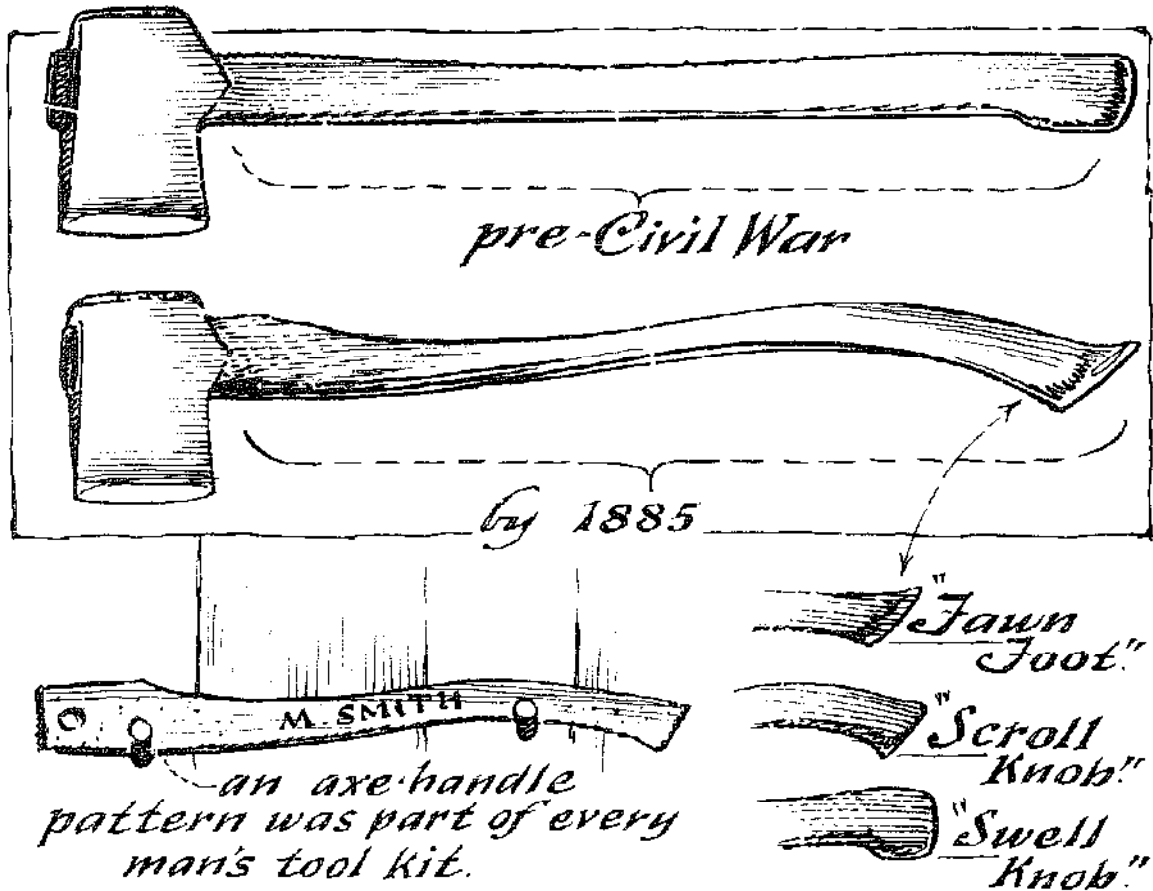 pre-Civil War
by 1885
"Fawn
Foot."
M. SMITH
"Scroll
Knob."
an axe-handle
pattern was part of every
man's tool kit.
"Swell
Knob."